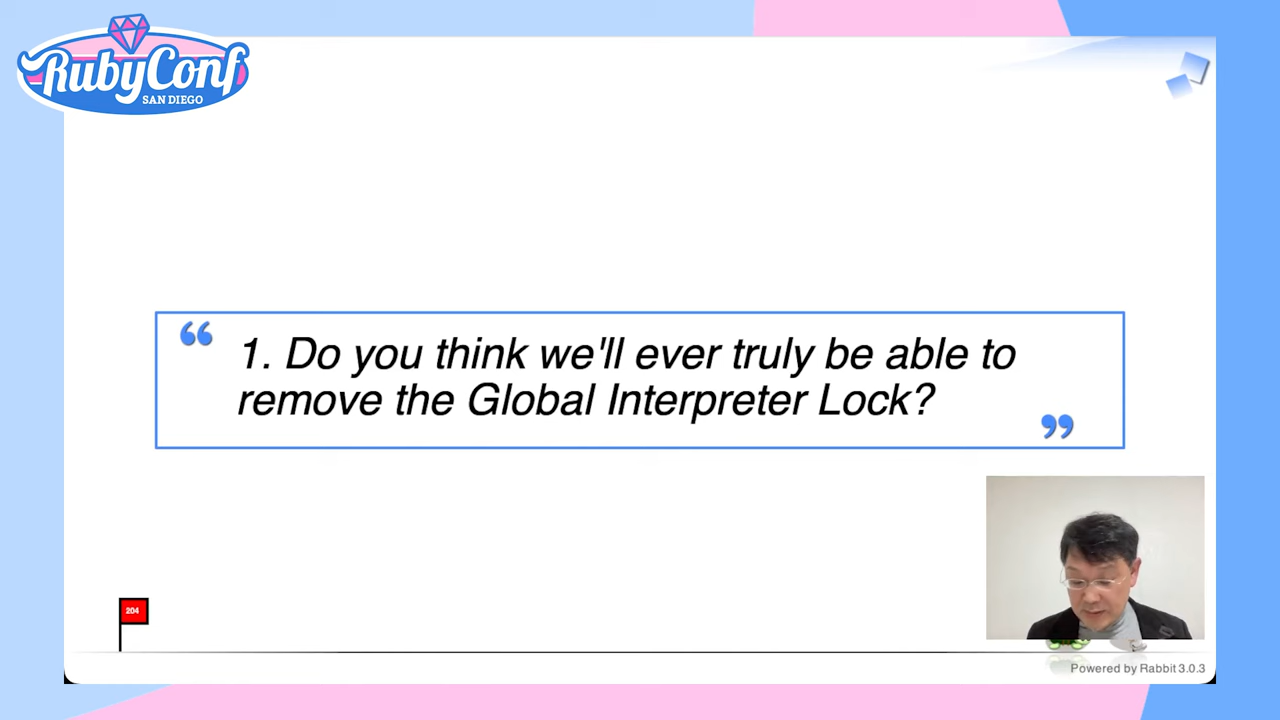 RubyConf
SAN DIEGO
“
1. Do you think we'll ever truly be able to
remove the Global Interpreter Lock?
”
204
Powered by Rabbit 3.0.3